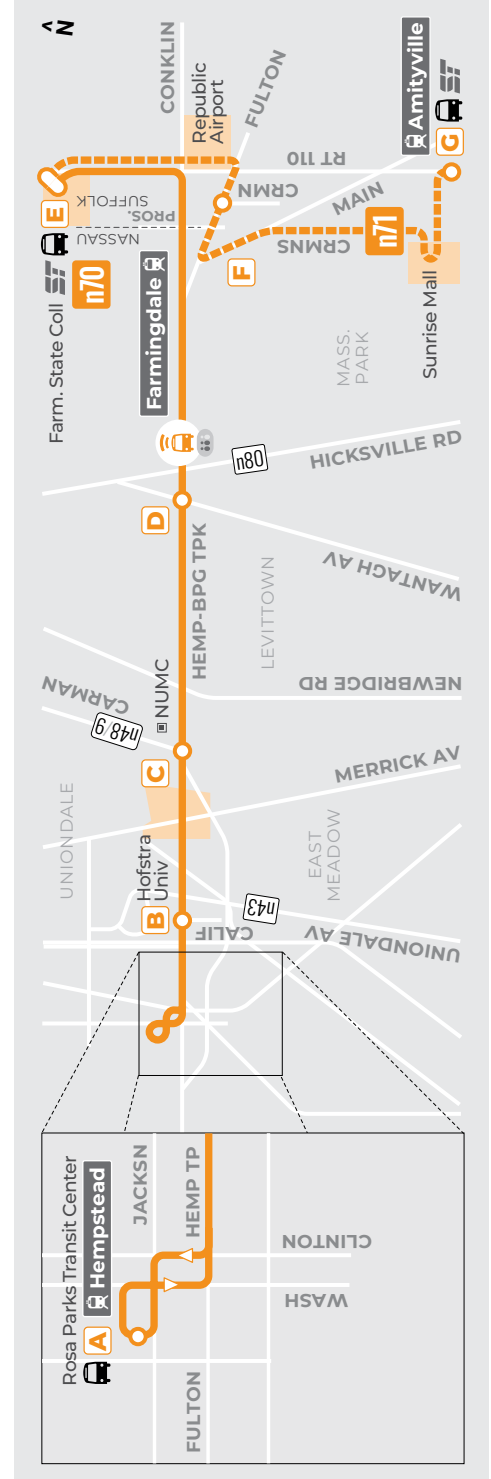 Rosa Parks Transit Center
A
Hempstead
JACKSN
HEMP TP
FULTON
WASH
CLINTON
UNIONDALE
Hofstra
Univ
B
CALIF
UNIONDALE AV
n43
EAST
MEADOW
MERRICK AV
C
CARMAN
n48/9
NUMC
NEWBRIDGE RD
HEMP-BPG TPK
LEVITTOWN
WANTAGH AV
D
n80
HICKSVILLE RD
Farmingdale
MASS.
PARK
Farm. State Coll
n70
E
NASSAU
SUFFOLK
PROS.
CONKLIN
Republic
Airport
FULTON
RT 110
CRMN
MAIN
F
CRMNS
n71
Sunrise Mall
G
Amityville
N